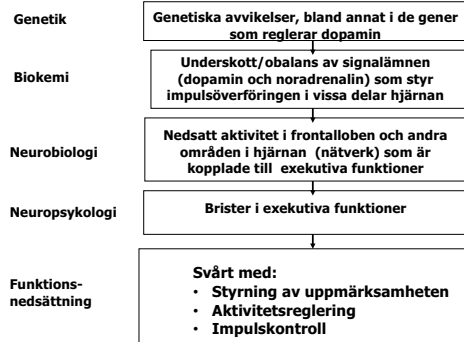 Genetik
Genetiska avvikelser, bland annat i de gener
som reglerar dopamin
Biokemi
Underskott/obalans av signalämnen
(dopamin och noradrenalin) som styr
impulsöverföringen i vissa delar hjärnan
Neurobiologi
Nedsatt aktivitet i frontalloben och andra
områden i hjärnan (nätverk) som är
kopplade till exekutiva funktioner
Neuropsykologi
Brister i exekutiva funktioner
Funktions-
nedsättning
Svårt med:
• Styrning av uppmärksamheten
• Aktivitetsreglering
• Impulskontroll